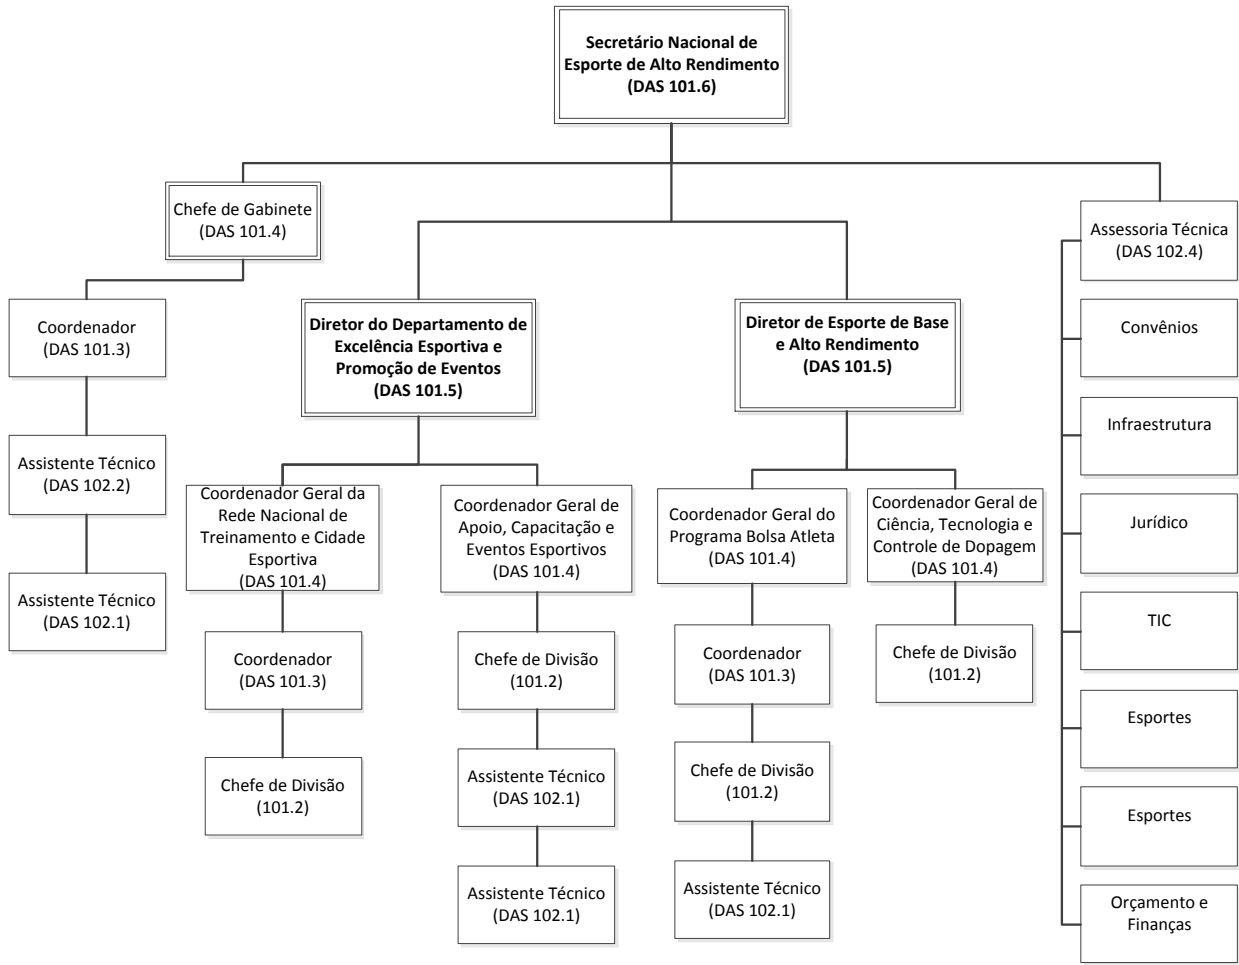 Secretário Nacional de
Esporte de Alto Rendimento
(DAS 101.6)
Chefe de Gabinete
(DAS 101.4)
Coordenador
(DAS 101.3)
Assistente Técnico
(DAS 102.2)
Assistente Técnico
(DAS 102.1)
Diretor do Departamento de
Excelência Esportiva e
Promoção de Eventos
(DAS 101.5)
Coordenador Geral da
Rede Nacional de
Treinamento e Cidade
Esportiva
(DAS 101.4)
Coordenador
(DAS 101.3)
Chefe de Divisão
(101.2)
Coordenador Geral de
Apoio, Capacitação e
Eventos Esportivos
(DAS 101.4)
Chefe de Divisão
(101.2)
Assistente Técnico
(DAS 102.1)
Assistente Técnico
(DAS 102.1)
Diretor de Esporte de Base
e Alto Rendimento
(DAS 101.5)
Coordenador Geral do
Programa Bolsa Atleta
(DAS 101.4)
Coordenador
(DAS 101.3)
Chefe de Divisão
(101.2)
Assistente Técnico
(DAS 102.1)
Coordenador Geral de
Ciência, Tecnologia e
Controle de Dopagem
(DAS 101.4)
Chefe de Divisão
(101.2)
Assessoria Técnica
(DAS 102.4)
Convênios
Infraestrutura
Jurídico
TIC
Esportes
Esportes
Orçamento e
Finanças